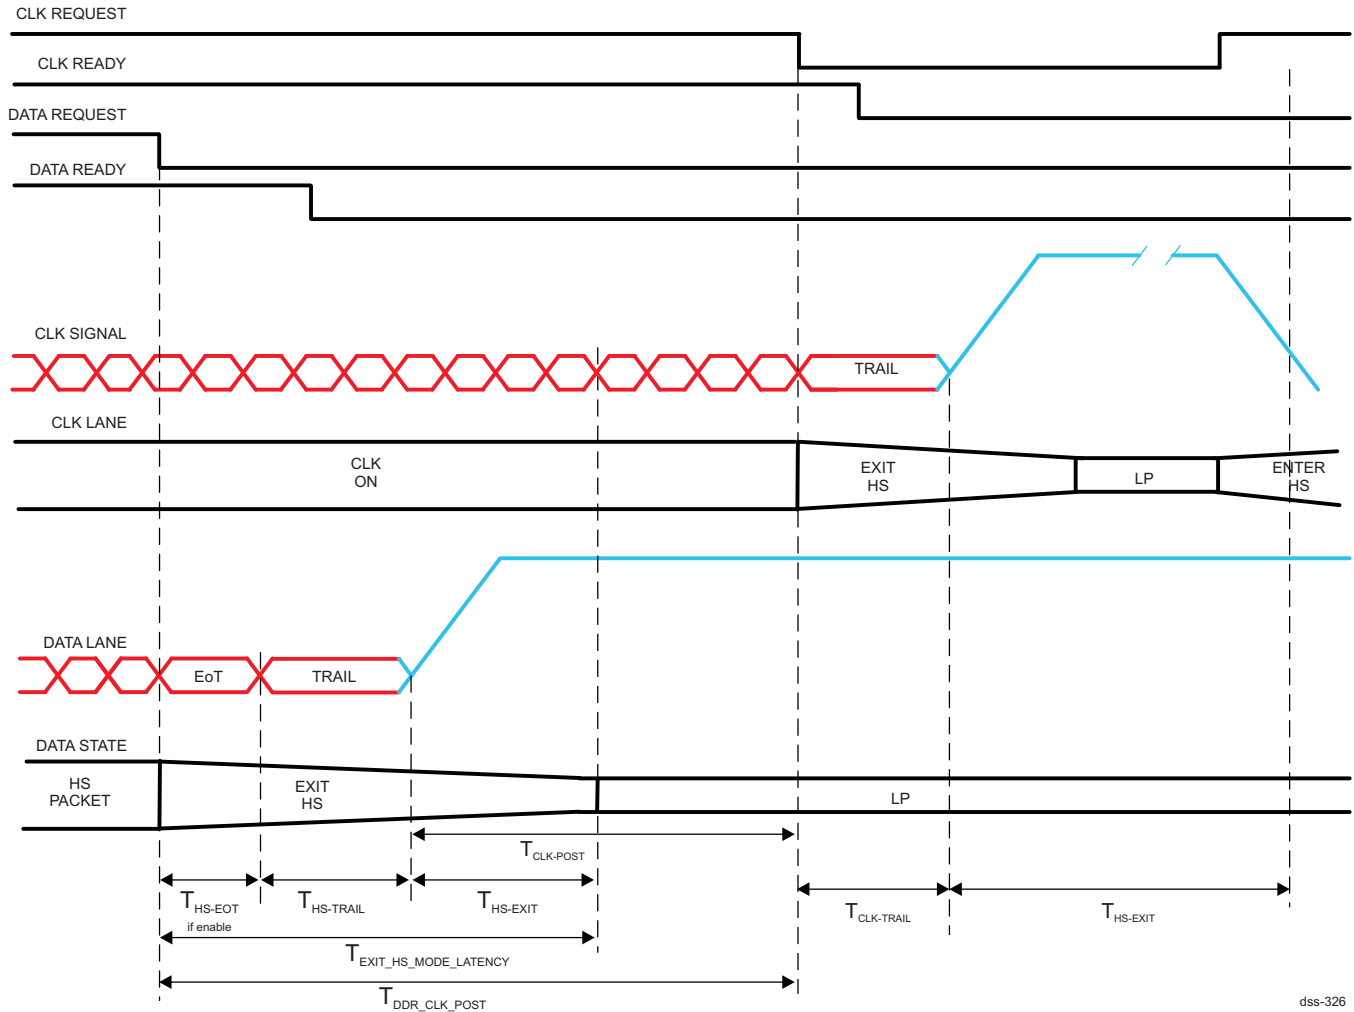 CLK REQUEST
CLK READY
DATA REQUEST
DATA READY
CLK SIGNAL
TRAIL
CLK LANE
CLK
ON
EXIT
HS
LP
ENTER
HS
DATA LANE
EoT
TRAIL
DATA STATE
HS
PACKET
EXIT
HS
LP
TCLK-POST
THS-EOT
if enable
THS-TRAIL
THS-EXIT
TCLK-TRAIL
THS-EXIT
TEXIT_HS_MODE_LATENCY
TDDR_CLK_POST
dss-326